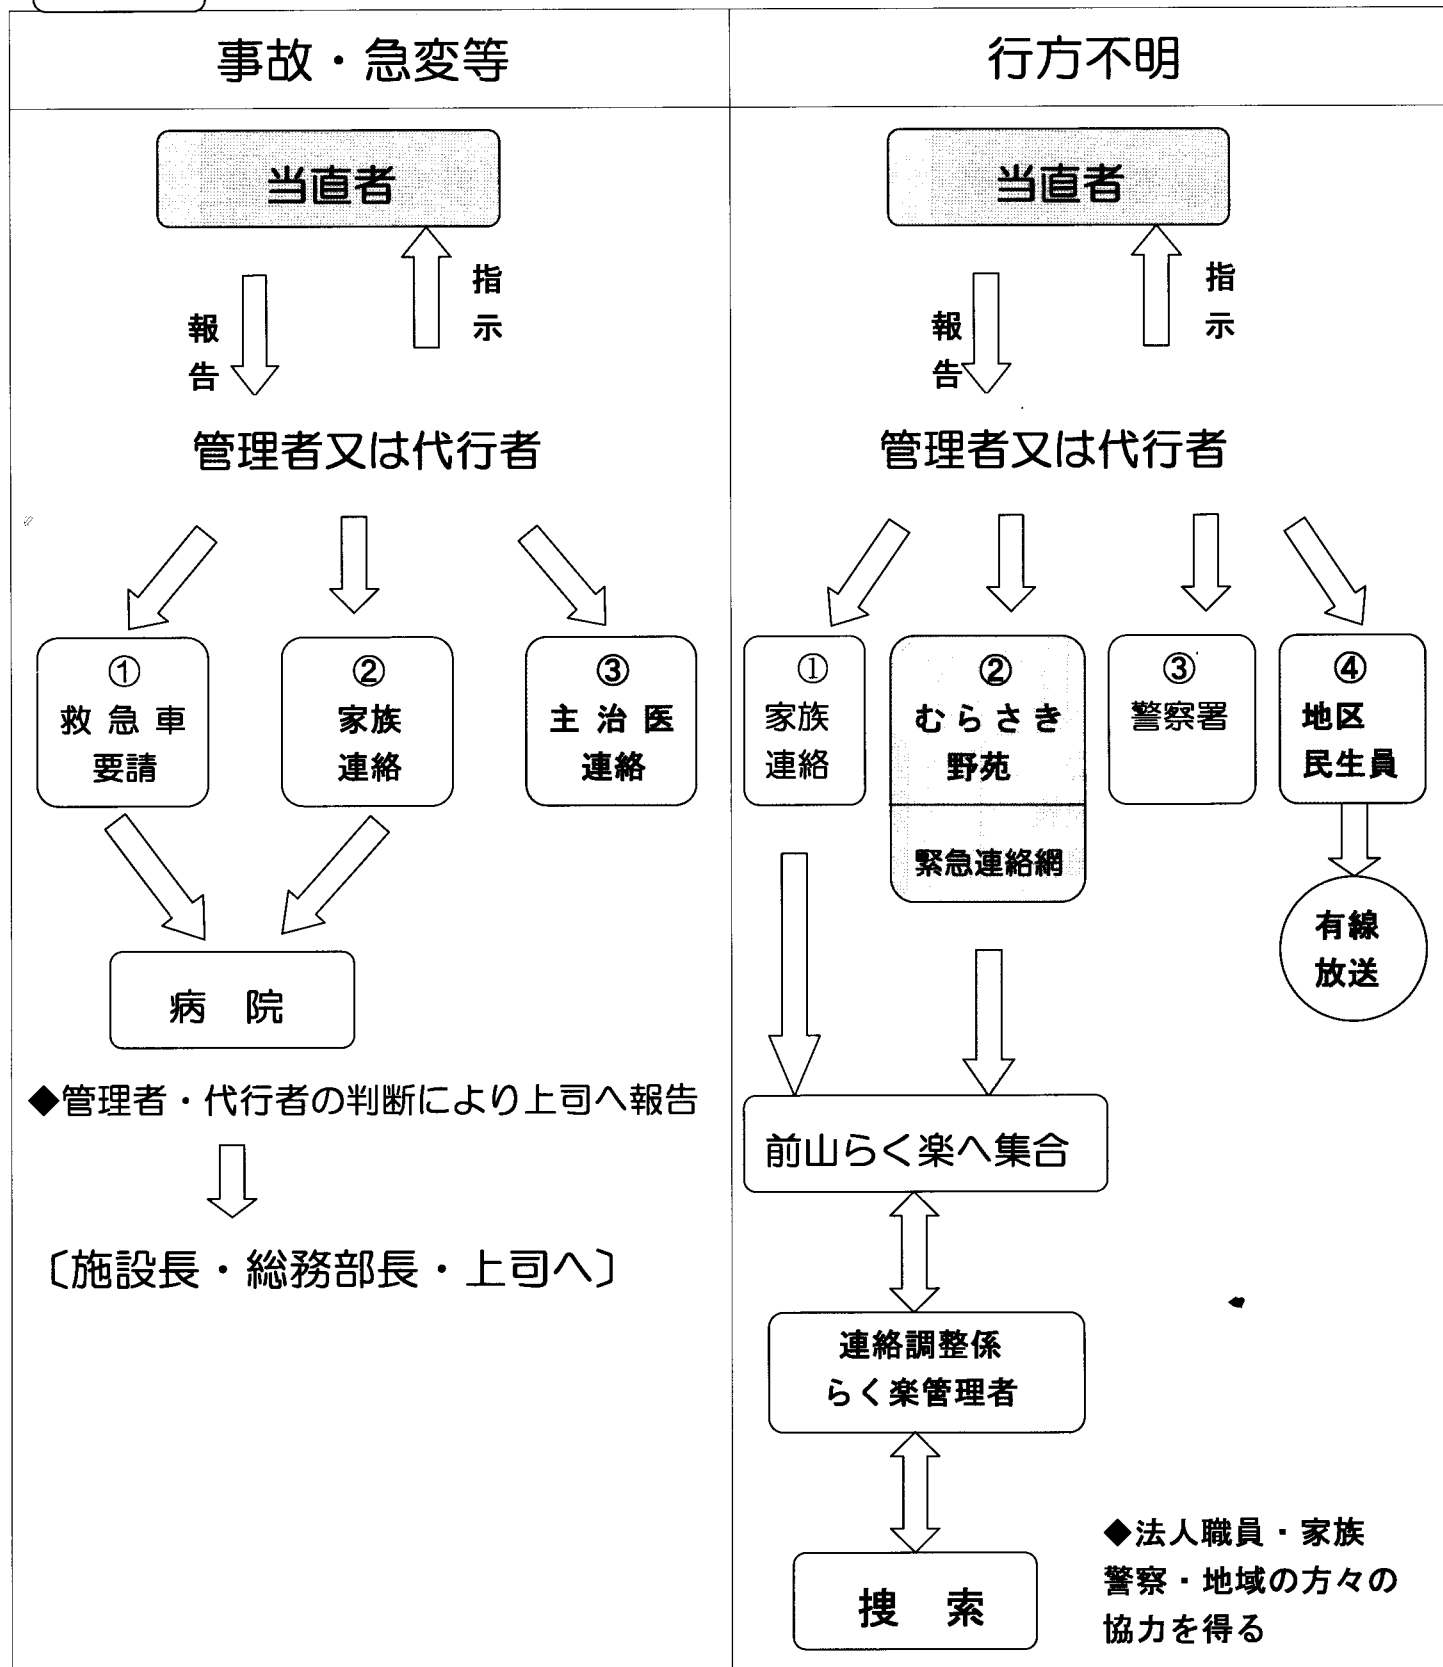 事故・急変等
当直者
報告
指示
管理者又は代行者
①
救急車
要請
②
家族
連絡
③
主治医
連絡
病 院
◆管理者・代行者の判断により上司へ報告
〔施設長・総務部長・上司へ〕
行方不明
当直者
報告
指示
管理者又は代行者
①
家族
連絡
②
むらさき
野苑
緊急連絡網
③
警察署
④
地区
民生員
有線
放送
前山らく楽へ集合
連絡調整係
らく楽管理者
捜 索
◆法人職員・家族
警察・地域の方々の
協力を得る